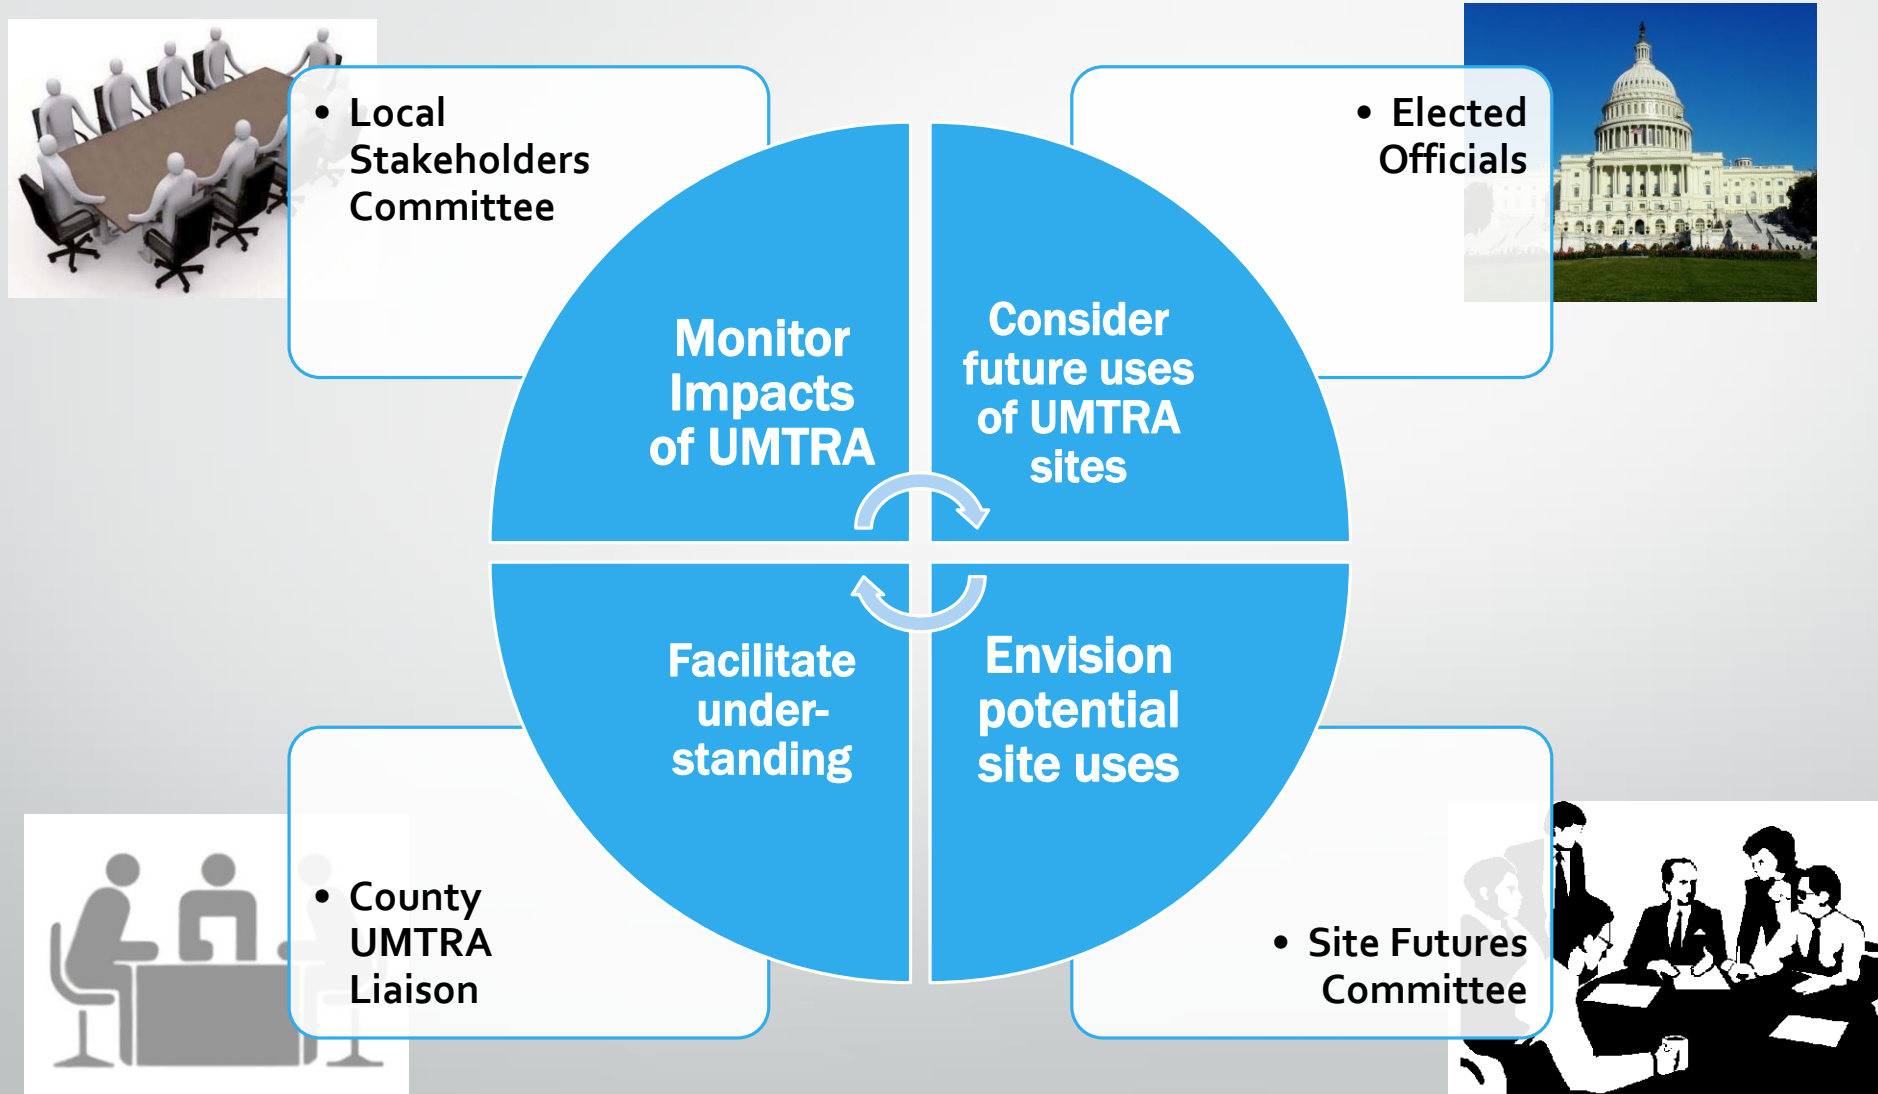 • Local
Stakeholders
Committee
• Elected
Officials
Monitor
Impacts
of UMTRA
Consider
future uses
of UMTRA
sites
Facilitate
under-
standing
Envision
potential
site uses
• County
UMTRA
Liaison
• Site Futures
Committee